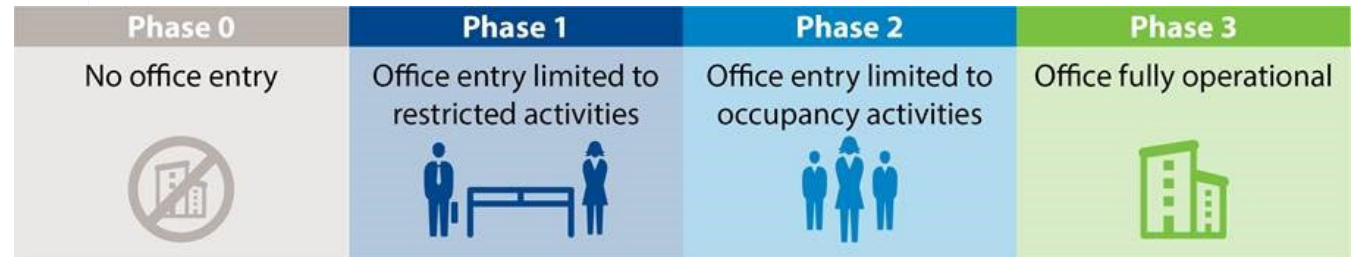 Phase 0
No office entry
Phase 1
Office entry limited to
restricted activities
Phase 2
Office entry limited to
occupancy activities
Phase 3
Office fully operational